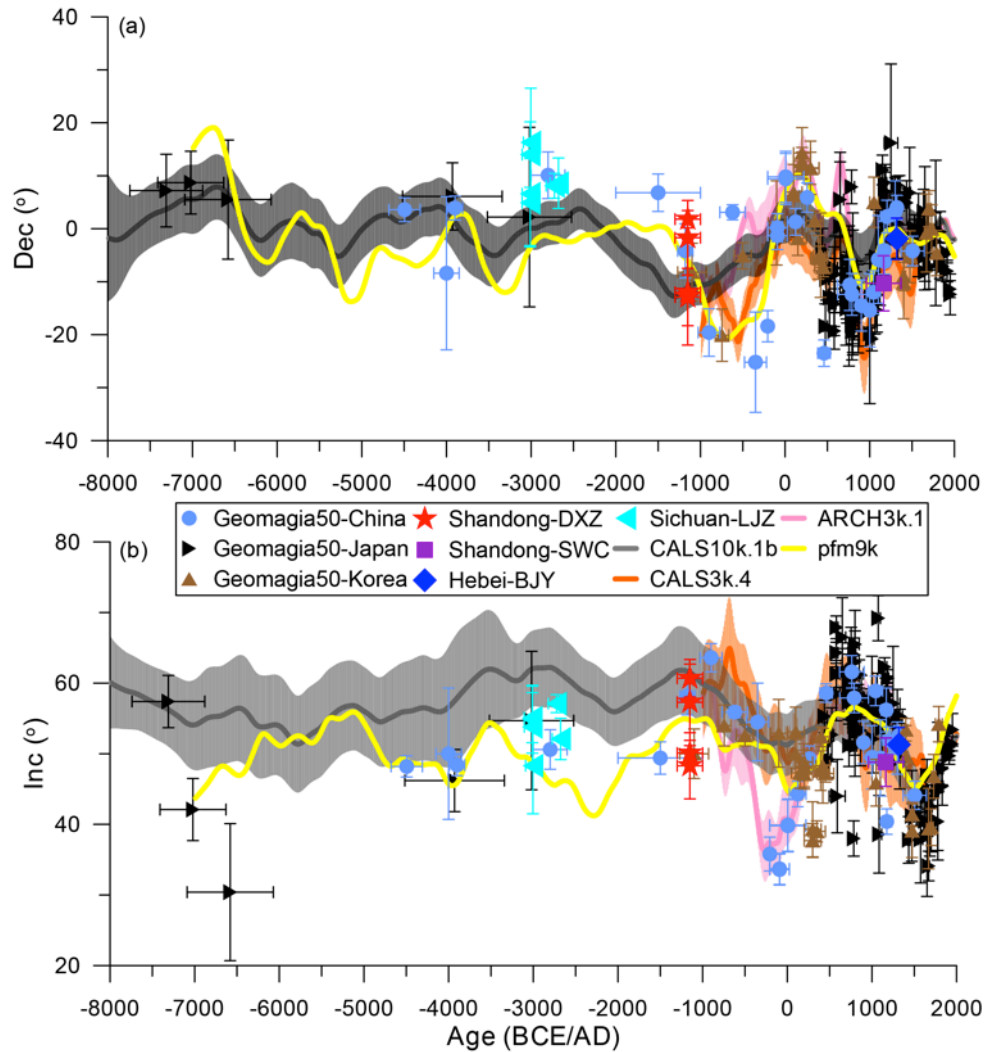 (a)
40
20
0
-20
-40
Dec (°)
-8000 -7000 -6000 -5000 -4000 -3000 -2000 -1000 0 1000 2000
Geomagia50-China Shandong-DXZ Sichuan-LJZ ARCH3k.1
Geomagia50-Japan Shandong-SWC CALS10k.1b pfm9k
Geomagia50-Korea Hebei-BJY CALS3k.4
(b)
80
60
40
20
Inc (°)
-8000 -7000 -6000 -5000 -4000 -3000 -2000 -1000 0 1000 2000
Age (BCE/AD)